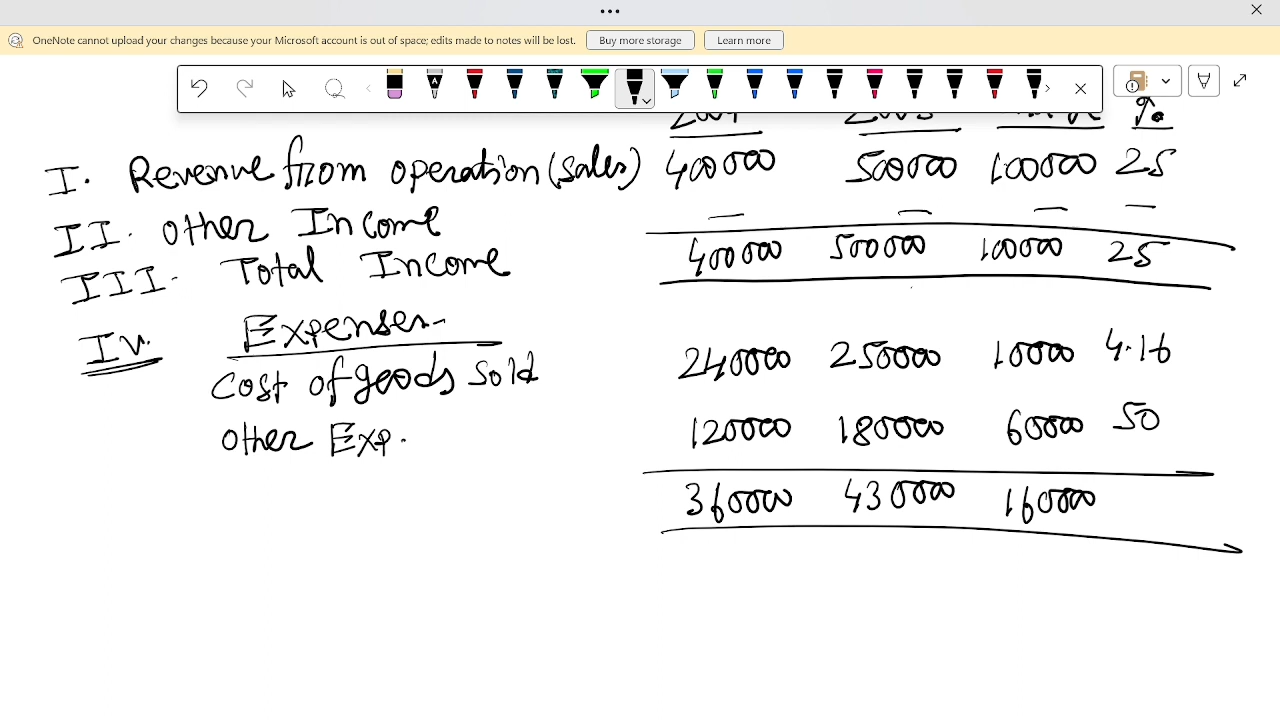 OneNote cannot upload your changes because your Microsoft account is out of space; edits made to notes will be lost. Buy more storage Learn more
%
I. Revenue from operation (sales) 400000 500000 100000 25
II. Other Income — — — —
III. Total Income 400000 500000 100000 25
Iv. Expenses.
Cost of goods sold 240000 250000 10000 4.16
Other Exp. 120000 180000 60000 50
360000 430000 160000